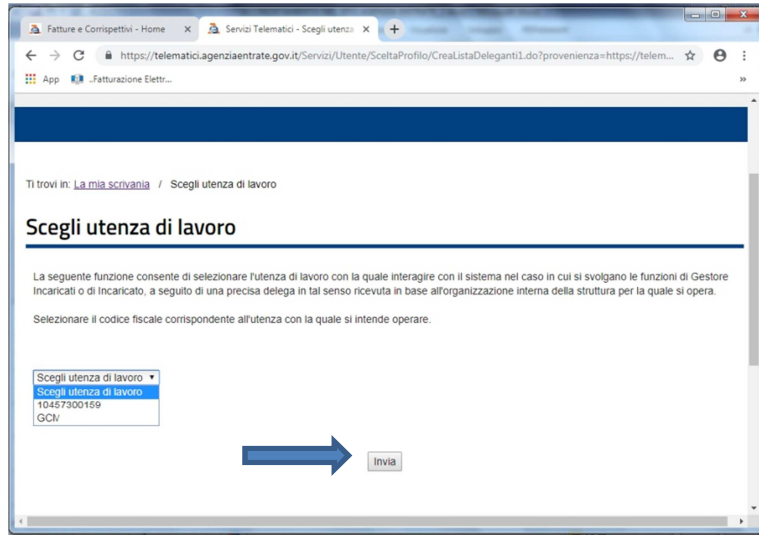 Fatture e Corrispettivi - Home
Servizi Telematici - Scegli utenza
https://telematici.agenziaentrate.gov.it/Servizi/Utente/SceltaProfilo/CreaListaDeleganti1.do?provenienza=https://telem...
App
..Fatturazione Elettr...
Ti trovi in: La mia scrivania / Scegli utenza di lavoro
Scegli utenza di lavoro
La seguente funzione consente di selezionare l'utenza di lavoro con la quale interagire con il sistema nel caso in cui si svolgano le funzioni di Gestore
Incaricati o di Incaricato, a seguito di una precisa delega in tal senso ricevuta in base all'organizzazione interna della struttura per la quale si opera.
Selezionare il codice fiscale corrispondente all'utenza con la quale si intende operare.
Scegli utenza di lavoro
Scegli utenza di lavoro
10457300159
Invia